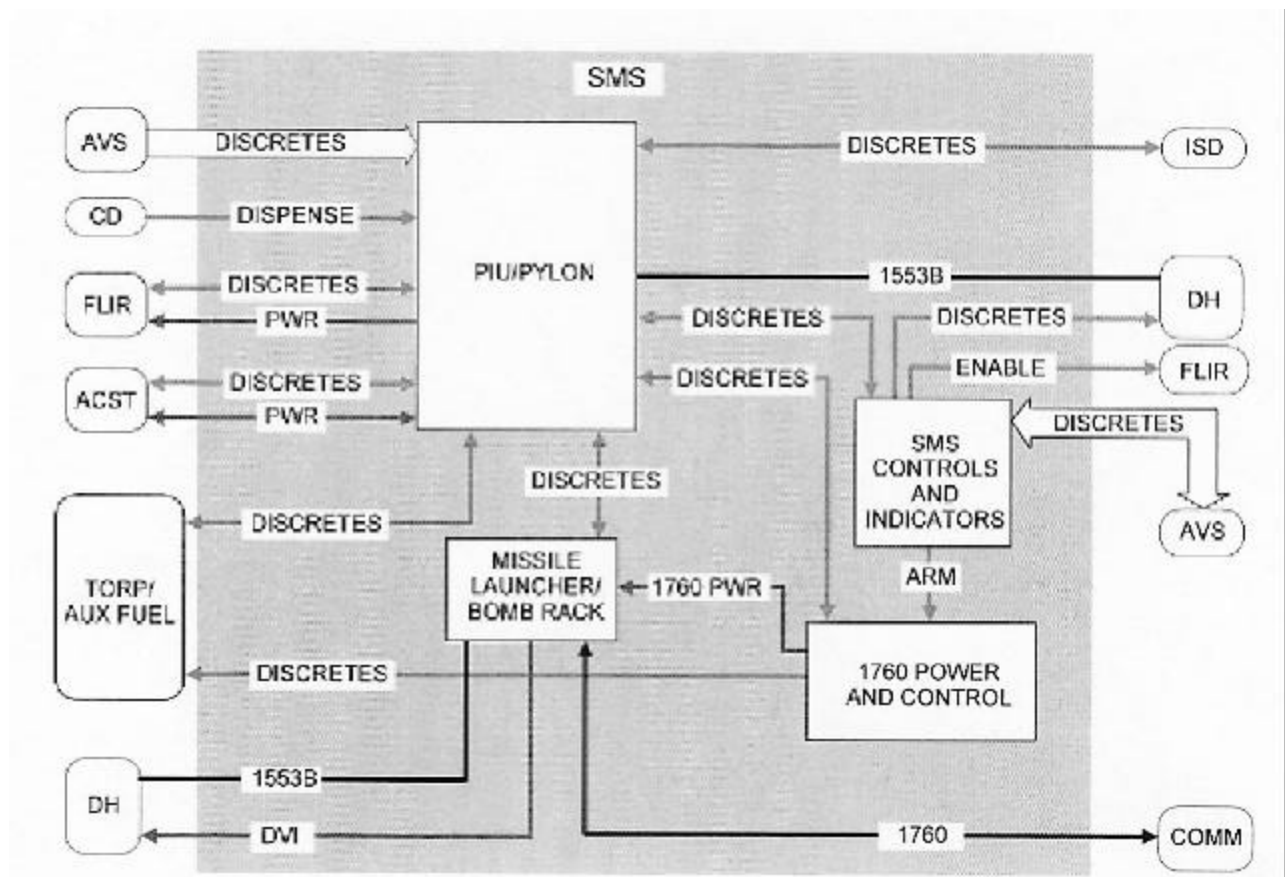 SMS
AVS
DISCRETES
DISCRETES
ISD
CD
DISPENSE
PIU/PYLON
1553B
DH
FLIR
DISCRETES
PWR
DISCRETES
DISCRETES
ENABLE
FLIR
ACST
DISCRETES
PWR
DISCRETES
DISCRETES
SMS
CONTROLS
AND
INDICATORS
AVS
DISCRETES
DISCRETES
TORP/
AUX FUEL
MISSILE
LAUNCHER/
BOMB RACK
1760 PWR
ARM
DISCRETES
1760 POWER
AND CONTROL
DH
1553B
DVI
1760
COMM